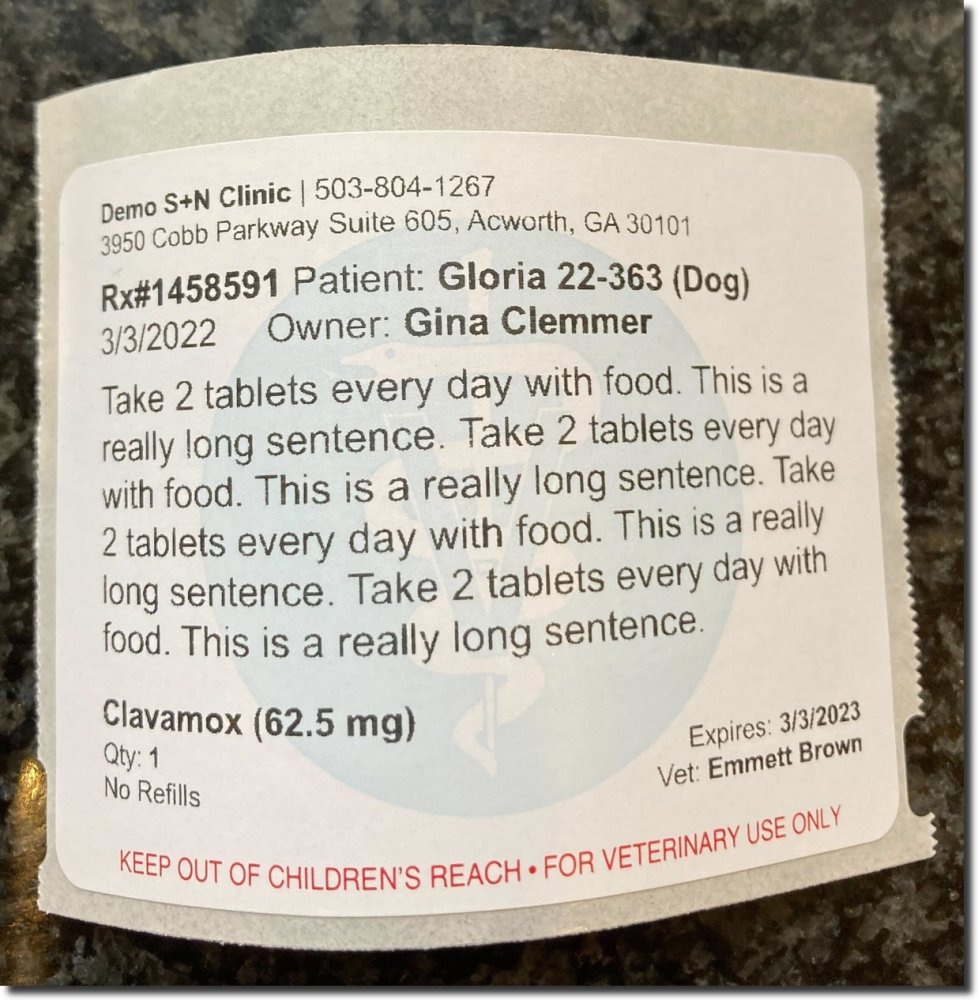 Demo S+N Clinic | 503-804-1267
3950 Cobb Parkway Suite 605, Acworth, GA 30101
Rx#1458591 Patient: Gloria 22-363 (Dog)
3/3/2022 Owner: Gina Clemmer
Take 2 tablets every day with food. This is a
really long sentence. Take 2 tablets every day
with food. This is a really long sentence. Take
2 tablets every day with food. This is a really
long sentence. Take 2 tablets every day with
food. This is a really long sentence.
Clavamox (62.5 mg)
Qty: 1
No Refills
Expires: 3/3/2023
Vet: Emmett Brown
KEEP OUT OF CHILDREN'S REACH • FOR VETERINARY USE ONLY